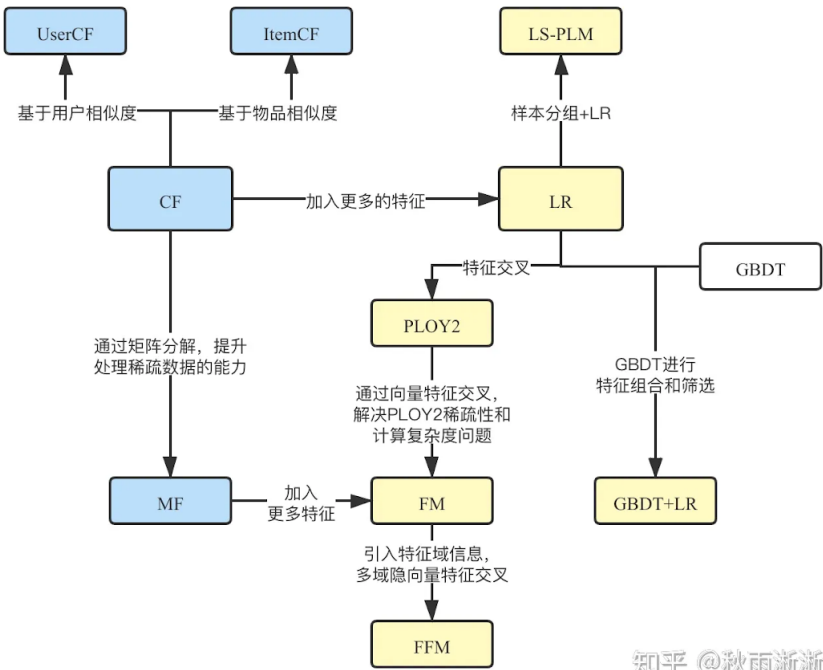 UserCF
ItemCF
LS-PLM
基于用户相似度
基于物品相似度
样本分组+LR
CF
加入更多的特征
LR
特征交叉
GBDT
PLOY2
通过矩阵分解，提升
处理稀疏数据的能力
GBDT进行
特征组合和筛选
通过向量特征交叉，
解决PLOY2稀疏性和
计算复杂度问题
MF
加入
更多特征
FM
GBDT+LR
引入特征域信息，
多域隐向量特征交叉
FFM
知乎 @秋雨淅淅